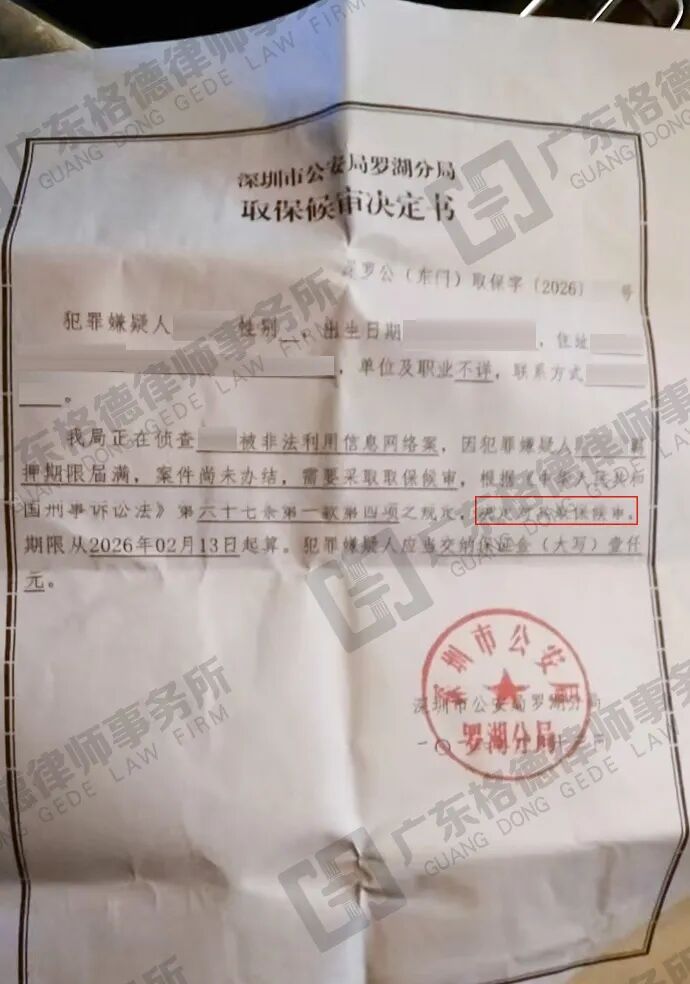 深圳市公安局罗湖分局
取保候审决定书
罗公（东门）取保字〔2026〕 号
犯罪嫌疑人 性别 ，出生日期 ，住址
，单位及职业不详，联系方式
。
我局正在侦查 被非法利用信息网络案，因犯罪嫌疑人
押期限届满，案件尚未办结，需要采取取保候审，根据《中华人民共和
国刑事诉讼法》第六十七条第一款第四项之规定， 取保候审，
期限从2026年02月13日起算。犯罪嫌疑人应当交纳保证金（大写）壹仟
元。
深圳市公安局罗湖分局
深圳市公安局
罗湖分局
广东格德律师事务所
GUANG DONG GEDE LAW FIRM